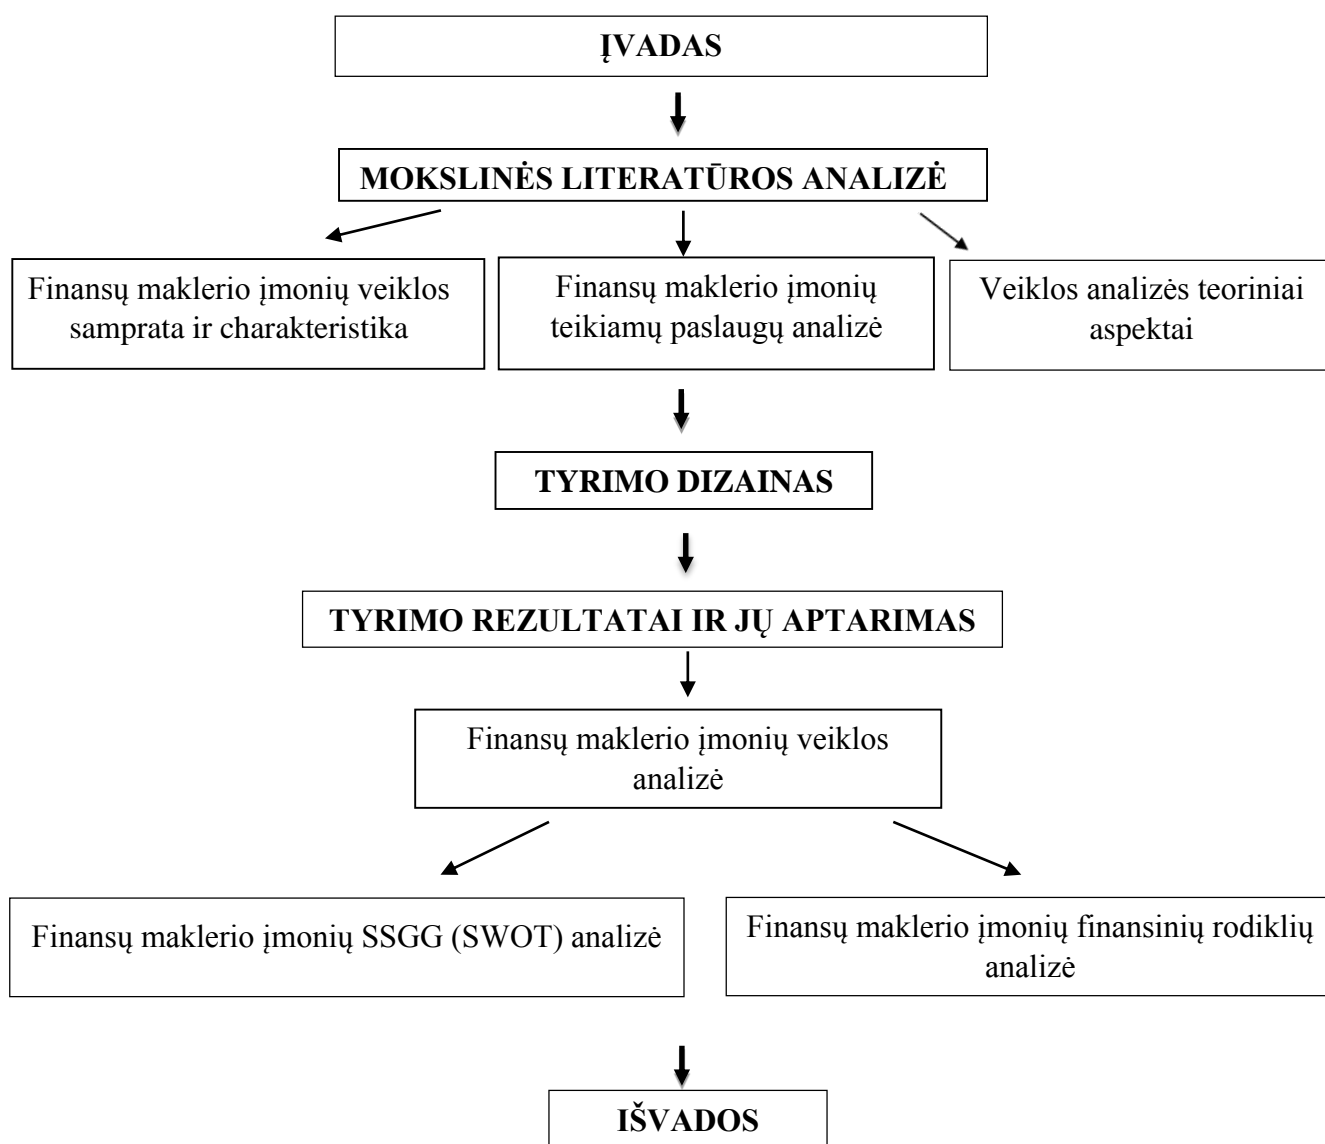 ĮVADAS
MOKSLINĖS LITERATŪROS ANALIZĖ
Finansų maklerio įmonių veiklos
samprata ir charakteristika
Finansų maklerio įmonių
teikiamų paslaugų analizė
Veiklos analizės teoriniai
aspektai
TYRIMO DIZAINAS
TYRIMO REZULTATAI IR JŲ APTARIMAS
Finansų maklerio įmonių veiklos
analizė
Finansų maklerio įmonių SSGG (SWOT) analizė
Finansų maklerio įmonių finansinių rodiklių
analizė
IŠVADOS